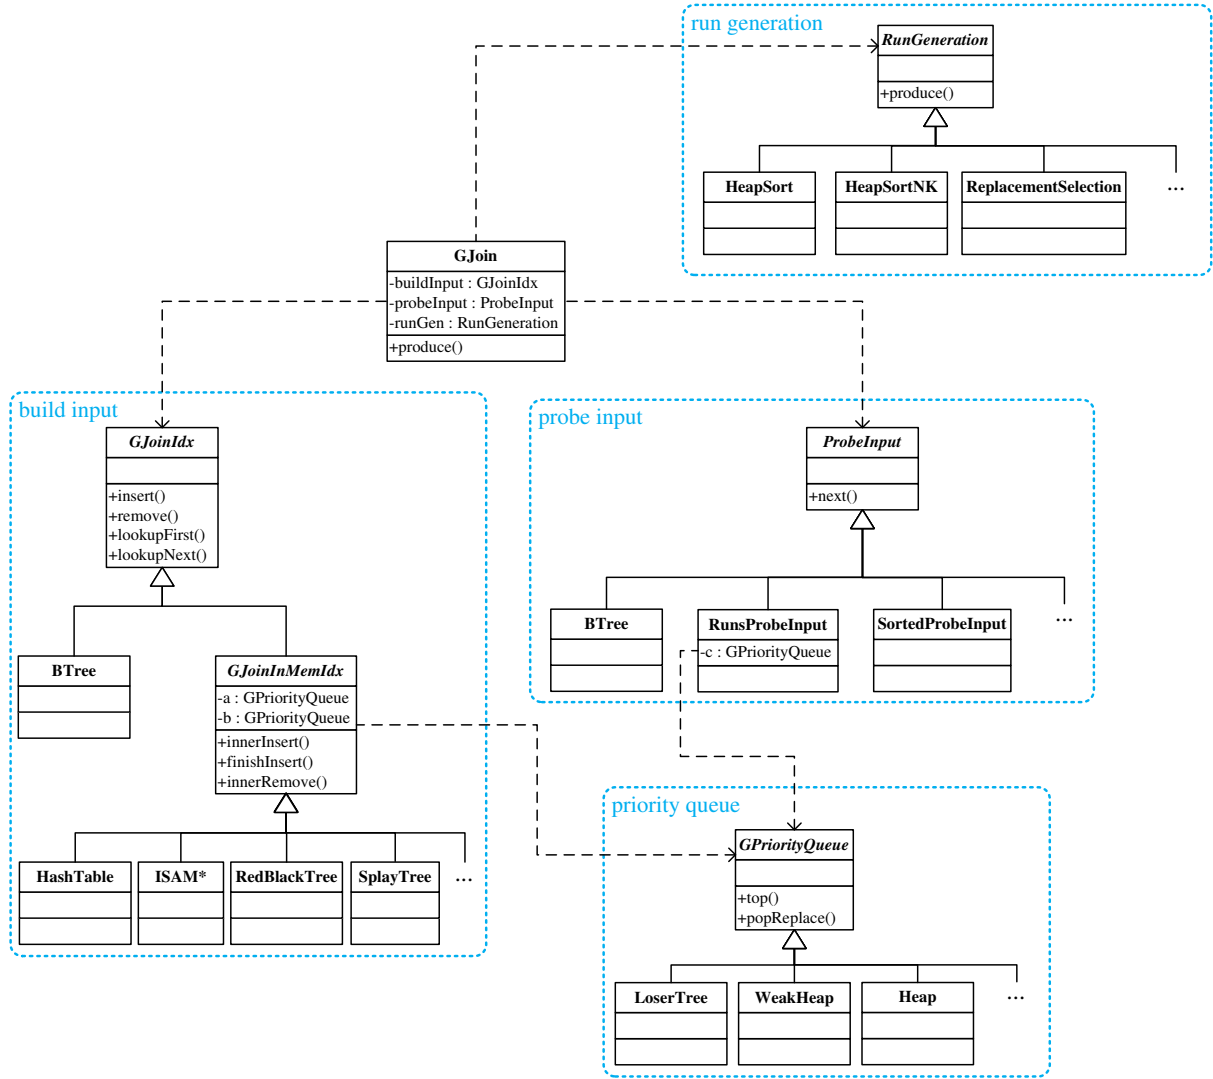 run generation
RunGeneration
+produce()
HeapSort
HeapSortNK
ReplacementSelection
...
GJoin
-buildInput : GJoinIdx
-probeInput : ProbeInput
-runGen : RunGeneration
+produce()
build input
GJoinIdx
+insert()
+remove()
+lookupFirst()
+lookupNext()
BTree
GJoinInMemIdx
-a : GPriorityQueue
-b : GPriorityQueue
+innerInsert()
+finishInsert()
+innerRemove()
HashTable
ISAM*
RedBlackTree
SplayTree
...
probe input
ProbeInput
+next()
BTree
RunsProbeInput
-c : GPriorityQueue
SortedProbeInput
...
priority queue
GPriorityQueue
+top()
+popReplace()
LoserTree
WeakHeap
Heap
...